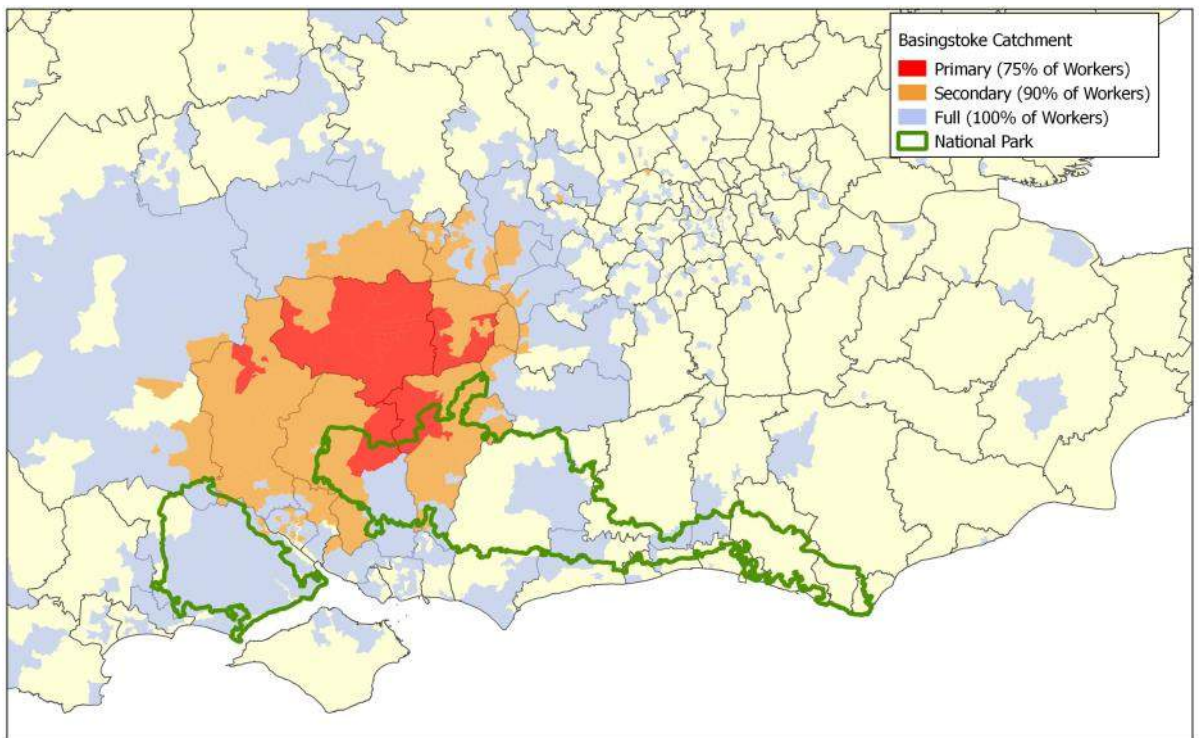 Basingstoke Catchment
Primary (75% of Workers)
Secondary (90% of Workers)
Full (100% of Workers)
National Park